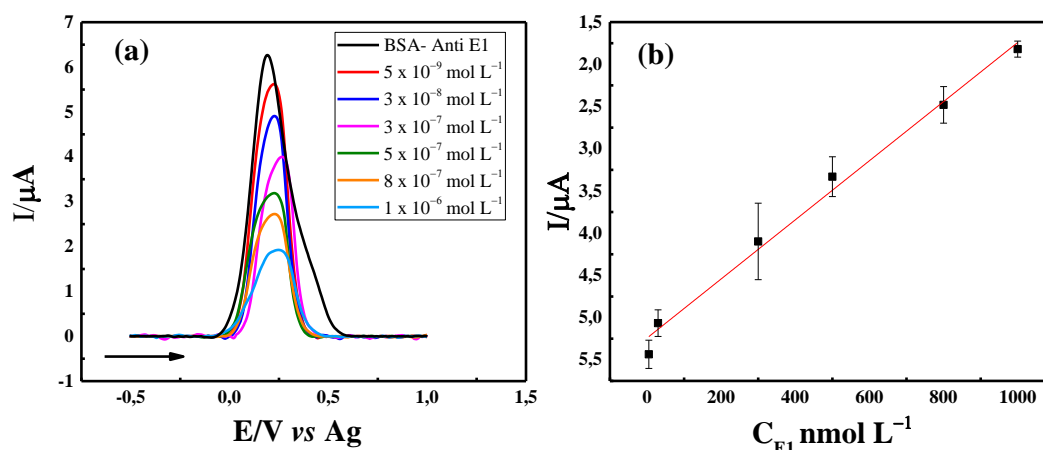 (a)
BSA- Anti E1
5 x 10⁻⁹ mol L⁻¹
3 x 10⁻⁸ mol L⁻¹
3 x 10⁻⁷ mol L⁻¹
5 x 10⁻⁷ mol L⁻¹
8 x 10⁻⁷ mol L⁻¹
1 x 10⁻⁶ mol L⁻¹
I/μA
7
6
5
4
3
2
1
0
-1
-0,5
0,0
0,5
1,0
1,5
E/V vs Ag
(b)
I/μA
1,5
2,0
2,5
3,0
3,5
4,0
4,5
5,0
5,5
0
200
400
600
800
1000
C_E1 nmol L⁻¹